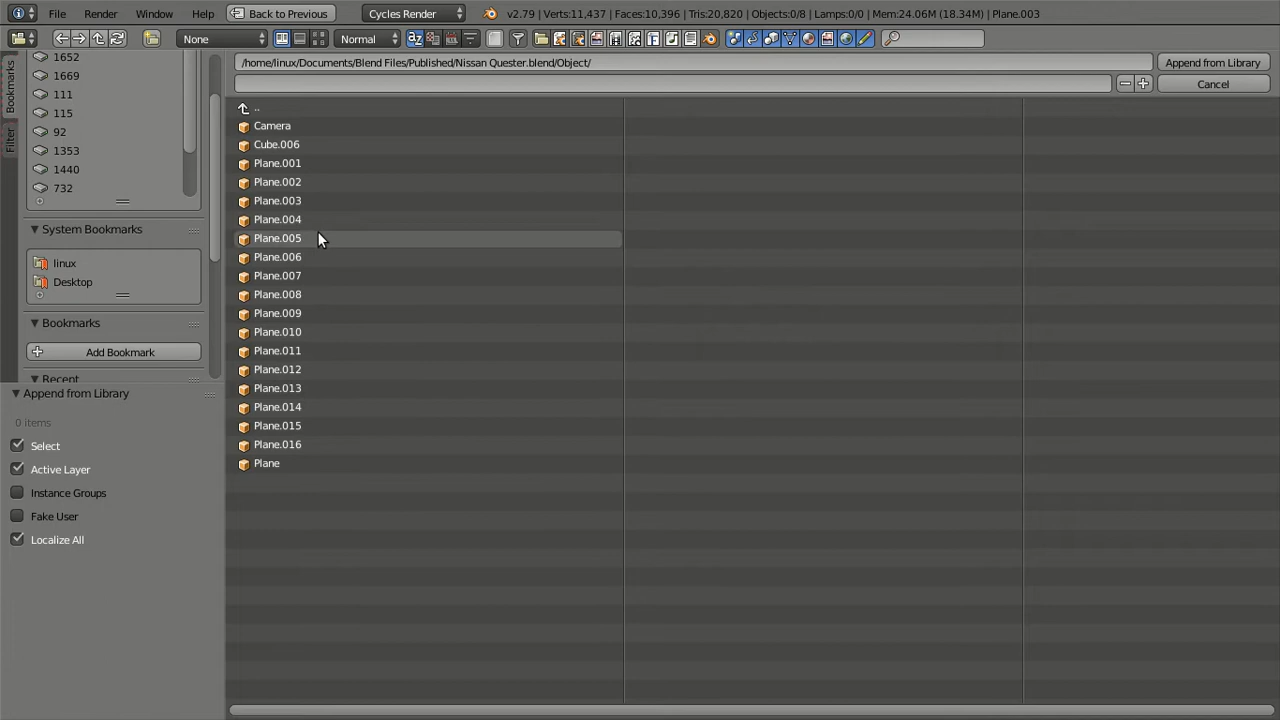 File Render Window Help Back to Previous Cycles Render v2.79 | Verts:11,437 | Faces:10,396 | Tris:20,820 | Objects:0/8 | Lamps:0/0 | Mem:24.06M (18.34M) | Plane.003
None Normal
/home/linux/Documents/Blend Files/Published/Nissan Quester.blend/Object/ Append from Library
Cancel
Bookmarks
Filter
1652
1669
111
115
92
1353
1440
732
System Bookmarks
linux
Desktop
Bookmarks
Add Bookmark
Recent
Append from Library
0 items
Select
Active Layer
Instance Groups
Fake User
Localize All
..
Camera
Cube.006
Plane.001
Plane.002
Plane.003
Plane.004
Plane.005
Plane.006
Plane.007
Plane.008
Plane.009
Plane.010
Plane.011
Plane.012
Plane.013
Plane.014
Plane.015
Plane.016
Plane